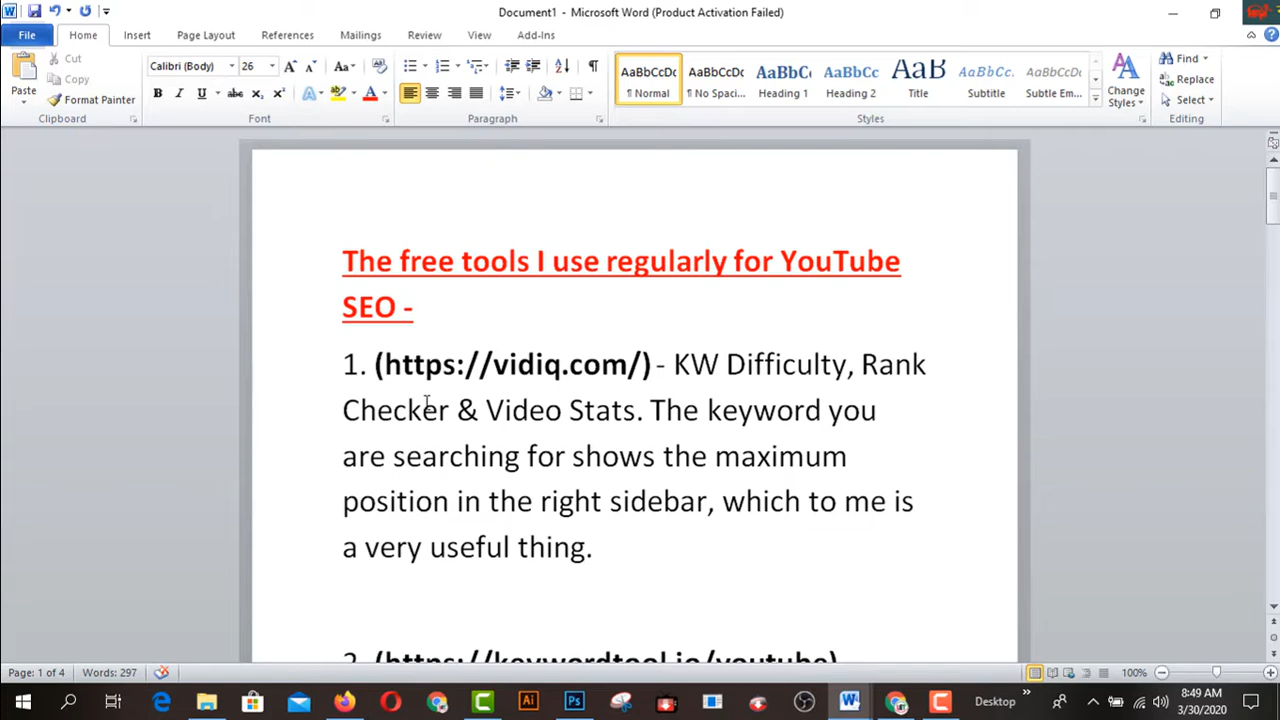 Document1 - Microsoft Word (Product Activation Failed)
File Home Insert Page Layout References Mailings Review View Add-Ins
Paste Cut Copy Format Painter
Calibri (Body) 26
AaBbCcDc AaBbCcDc AaBbCc AaBbCc AaB AaBbCc. AaBbCcDc
¶ Normal ¶ No Spaci... Heading 1 Heading 2 Title Subtitle Subtle Em...
Change Styles
Find Replace Select
Clipboard Font Paragraph Styles Editing
The free tools I use regularly for YouTube
SEO -
1. (https://vidiq.com/) - KW Difficulty, Rank
Checker & Video Stats. The keyword you
are searching for shows the maximum
position in the right sidebar, which to me is
a very useful thing.
2. (https://keywordtool.io/youtube)
Page: 1 of 4 Words: 297 100%
Desktop 8:49 AM
3/30/2020